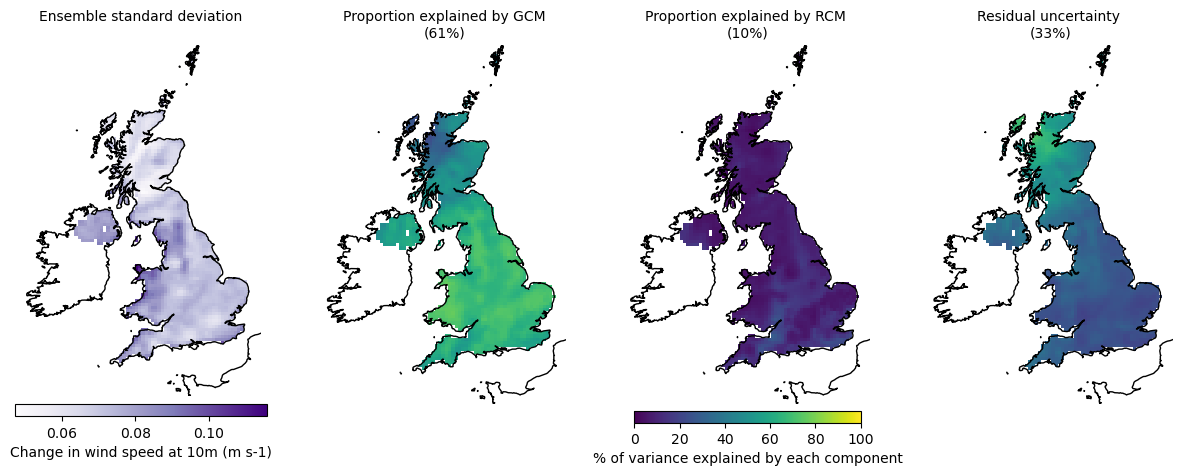 Ensemble standard deviation
Proportion explained by GCM
(61%)
Proportion explained by RCM
(10%)
Residual uncertainty
(33%)
0.06 0.08 0.10
Change in wind speed at 10m (m s-1)
0 20 40 60 80 100
% of variance explained by each component